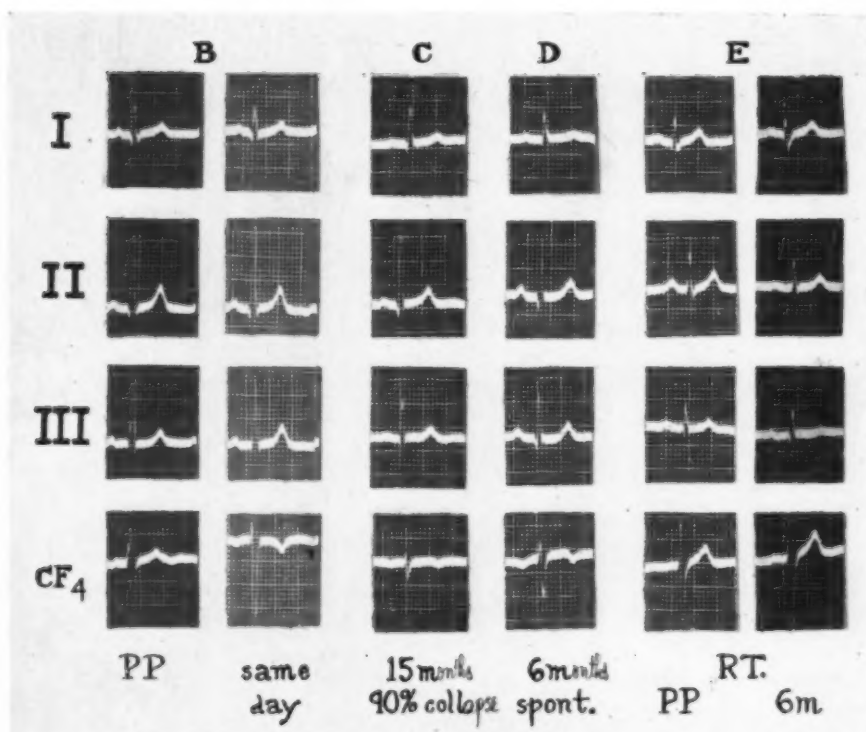 B C D E
I
II
III
CF4
PP same 15 months 6 months RT.
day 90% collapse spont. PP 6m